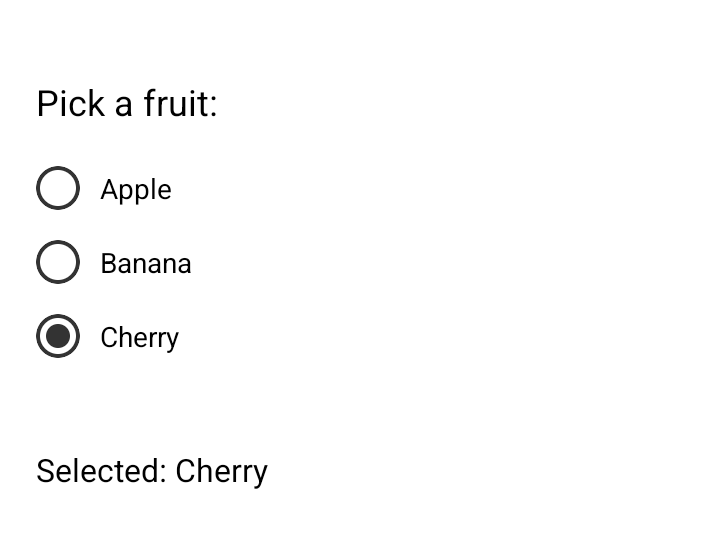 Pick a fruit:
Apple
Banana
Cherry
Selected: Cherry